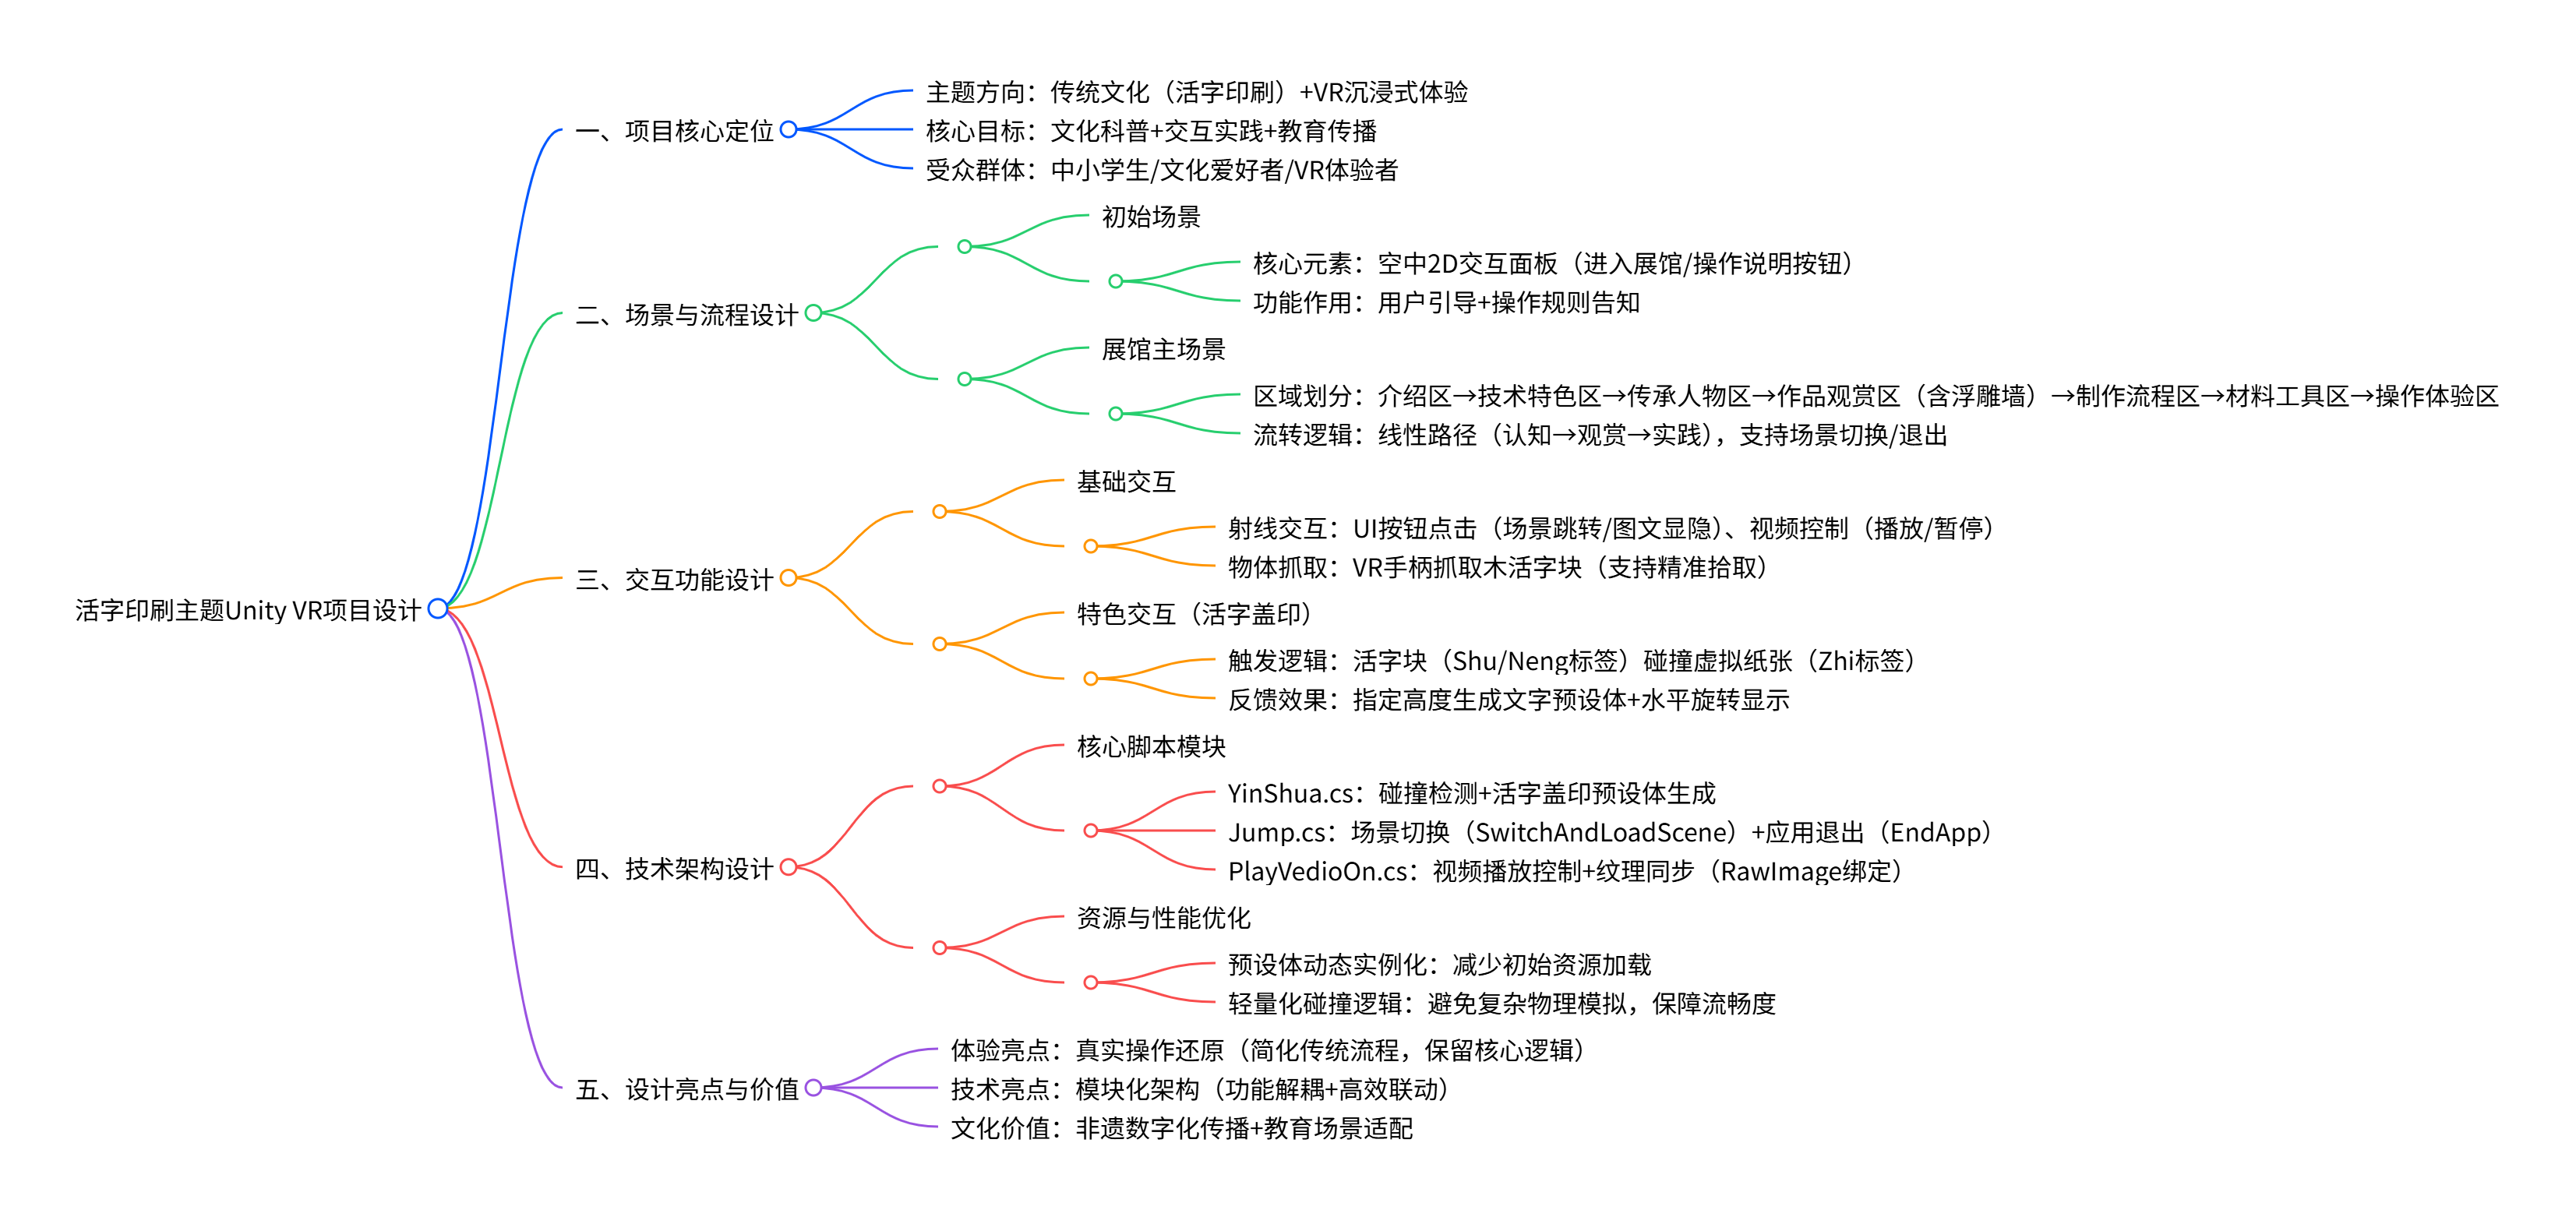 主题方向：传统文化（活字印刷）+VR沉浸式体验
一、项目核心定位
核心目标：文化科普+交互实践+教育传播
受众群体：中小学生/文化爱好者/VR体验者
初始场景
核心元素：空中2D交互面板（进入展馆/操作说明按钮）
功能作用：用户引导+操作规则告知
二、场景与流程设计
展馆主场景
区域划分：介绍区→技术特色区→传承人物区→作品观赏区（含浮雕墙）→制作流程区→材料工具区→操作体验区
流转逻辑：线性路径（认知→观赏→实践），支持场景切换/退出
基础交互
射线交互：UI按钮点击（场景跳转/图文显隐）、视频控制（播放/暂停）
物体抓取：VR手柄抓取木活字块（支持精准拾取）
三、交互功能设计
活字印刷主题Unity VR项目设计
特色交互（活字盖印）
触发逻辑：活字块（Shu/Neng标签）碰撞虚拟纸张（Zhi标签）
反馈效果：指定高度生成文字预设体+水平旋转显示
核心脚本模块
YinShua.cs：碰撞检测+活字盖印预设体生成
Jump.cs：场景切换（SwitchAndLoadScene）+应用退出（EndApp）
四、技术架构设计
PlayVedioOn.cs：视频播放控制+纹理同步（RawImage绑定）
资源与性能优化
预设体动态实例化：减少初始资源加载
轻量化碰撞逻辑：避免复杂物理模拟，保障流畅度
体验亮点：真实操作还原（简化传统流程，保留核心逻辑）
五、设计亮点与价值
技术亮点：模块化架构（功能解耦+高效联动）
文化价值：非遗数字化传播+教育场景适配